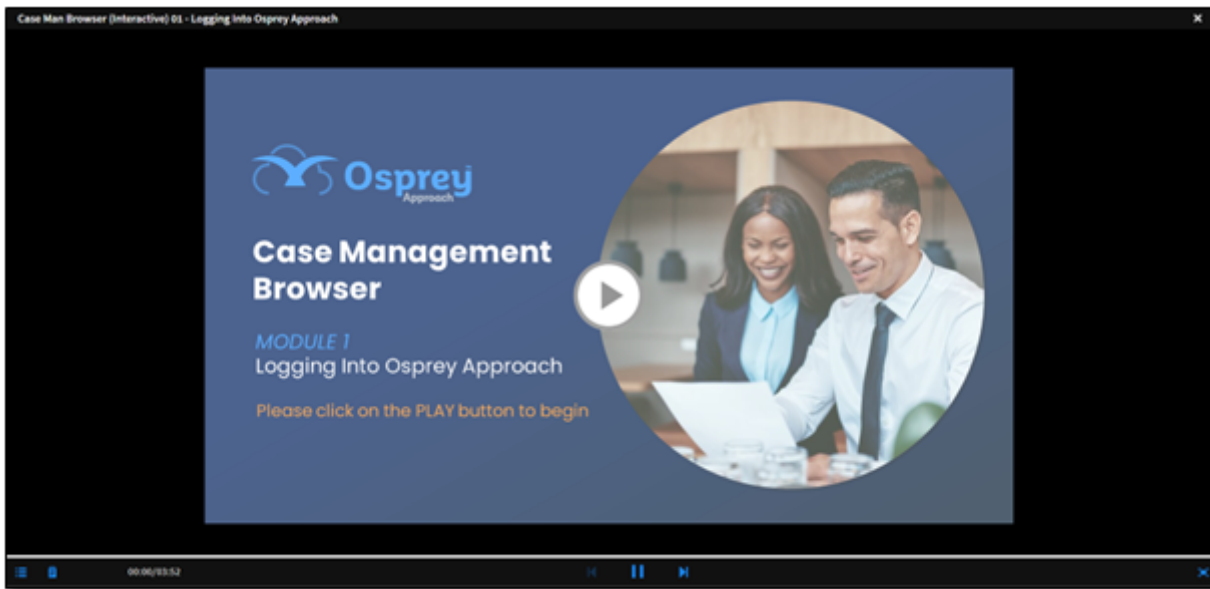 Case Man Browser (Interactive) 01 - Logging Into Osprey Approach
Osprey
Approach
Case Management
Browser
MODULE 1
Logging Into Osprey Approach
Please click on the PLAY button to begin
00:00/03:52